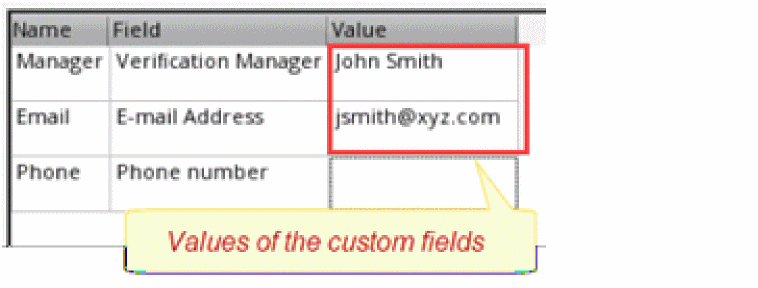 Name Field Value
Manager Verification Manager John Smith
Email E-mail Address jsmith@xyz.com
Phone Phone number
Values of the custom fields